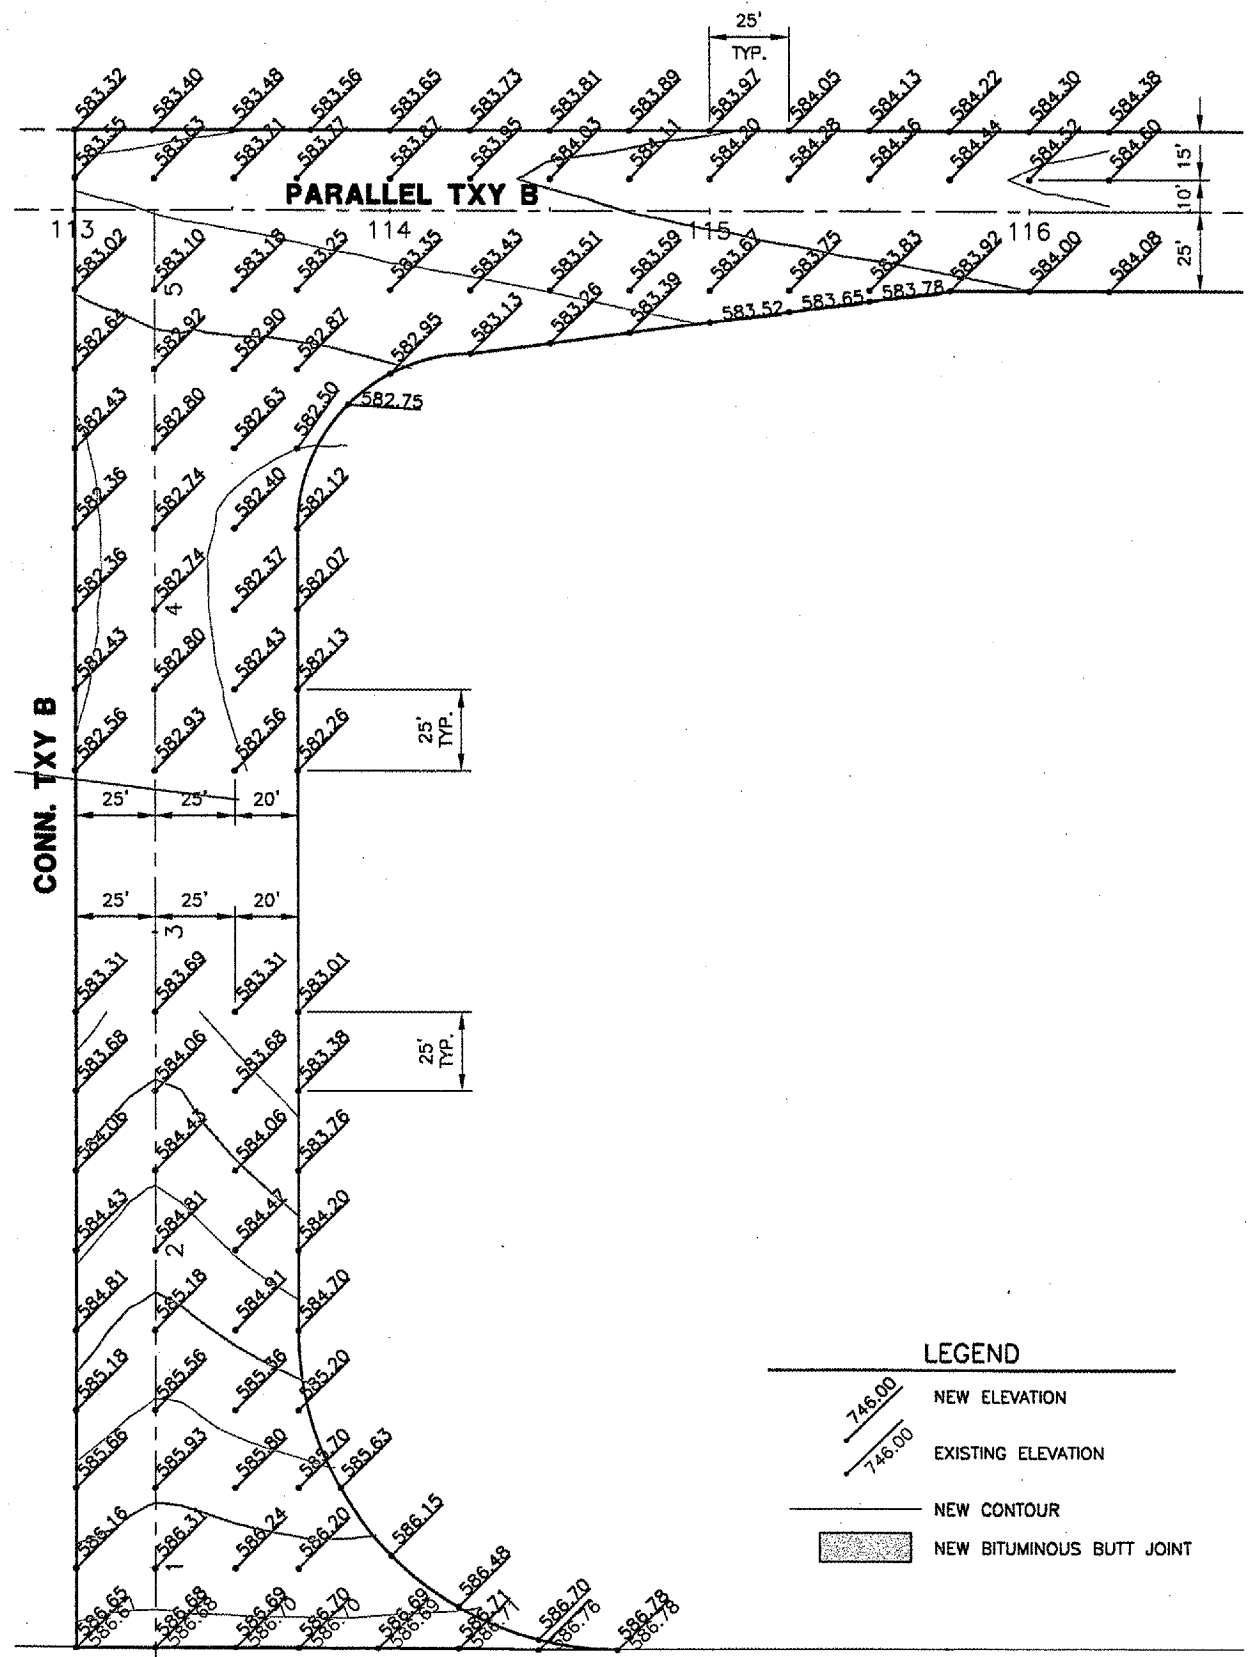 25'
TYP.
583.32 583.40 583.48 583.56 583.65 583.73 583.81 583.89 583.97 584.05 584.13 584.22 584.30 584.38
583.55 583.63 583.71 583.77 583.87 583.95 584.03 584.11 584.20 584.28 584.36 584.44 584.52 584.60
15'
PARALLEL TXY B
10'
113 114 115 116
583.02 583.10 583.18 583.25 583.35 583.43 583.51 583.59 583.67 583.75 583.83 583.92 584.00 584.08
25'
5
582.64 582.92 582.90 582.87 582.95 583.13 583.26 583.39 583.52 583.65 583.78
582.43 582.80 582.63 582.50 582.75
582.36 582.74 582.40 582.12
582.36 582.74 582.37 582.07
4
582.43 582.80 582.43 582.13
582.56 582.93 582.56 582.26
25'
TYP.
CONN. TXY B
25' 25' 20'
25' 25' 20'
3
583.31 583.69 583.31 583.01
583.68 584.06 583.68 583.38
25'
TYP.
584.06 584.43 584.06 583.76
584.43 584.81 584.47 584.20
2
584.81 585.18 584.91 584.70
585.18 585.56 585.36 585.20
585.66 585.93 585.80 585.70 585.63
586.16 586.31 586.24 586.20 586.15
1
586.48
586.65 586.68 586.69 586.70 586.69 586.71 586.70 586.78
586.67 586.68 586.70 586.70 586.69 586.71 586.76 586.78
LEGEND
746.00 NEW ELEVATION
746.00 EXISTING ELEVATION
NEW CONTOUR
NEW BITUMINOUS BUTT JOINT